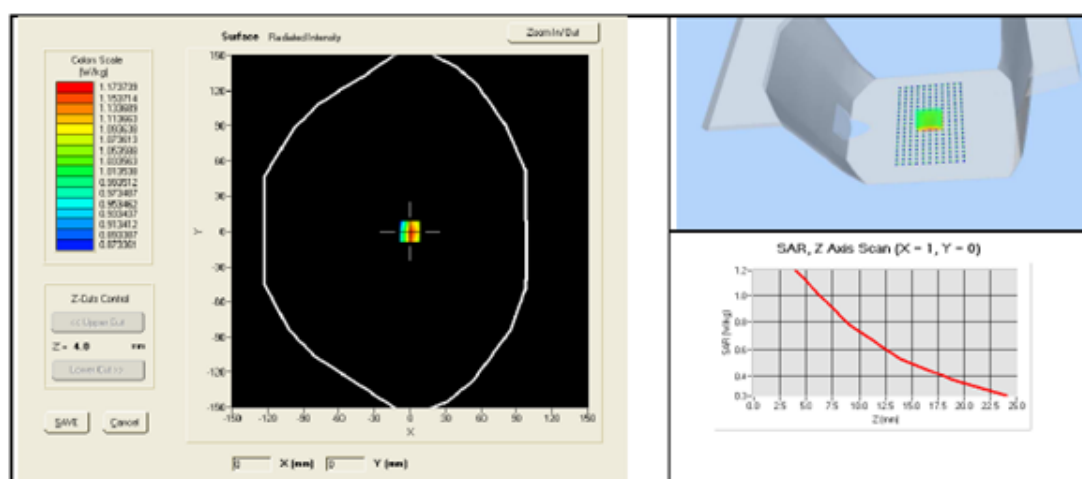 Surface Radiated Intensity
Zoom In/Out
Colors Scale
(W/kg)
1.173739
1.153714
1.133689
1.113663
1.093638
1.073613
1.053588
1.033563
1.013538
0.993512
0.973487
0.953462
0.933437
0.913412
0.893387
0.873361
Z-Cuts Control
<< Upper Cut
Z = 4.0 mm
Lower Cut >>
SAVE Cancel
150
90
60
30
0
-30
-60
-90
-120
-150
Y
-150 -120 -90 -60 -30 0 30 60 90 120 150
X
0 X (mm) 0 Y (mm)
SAR, Z Axis Scan (X = 1, Y = 0)
SAR (W/kg)
1.2
1.0
0.8
0.6
0.4
0.3
0.0 2.5 5.0 7.5 10.0 12.5 15.0 17.5 20.0 22.5 25.0
Z (mm)